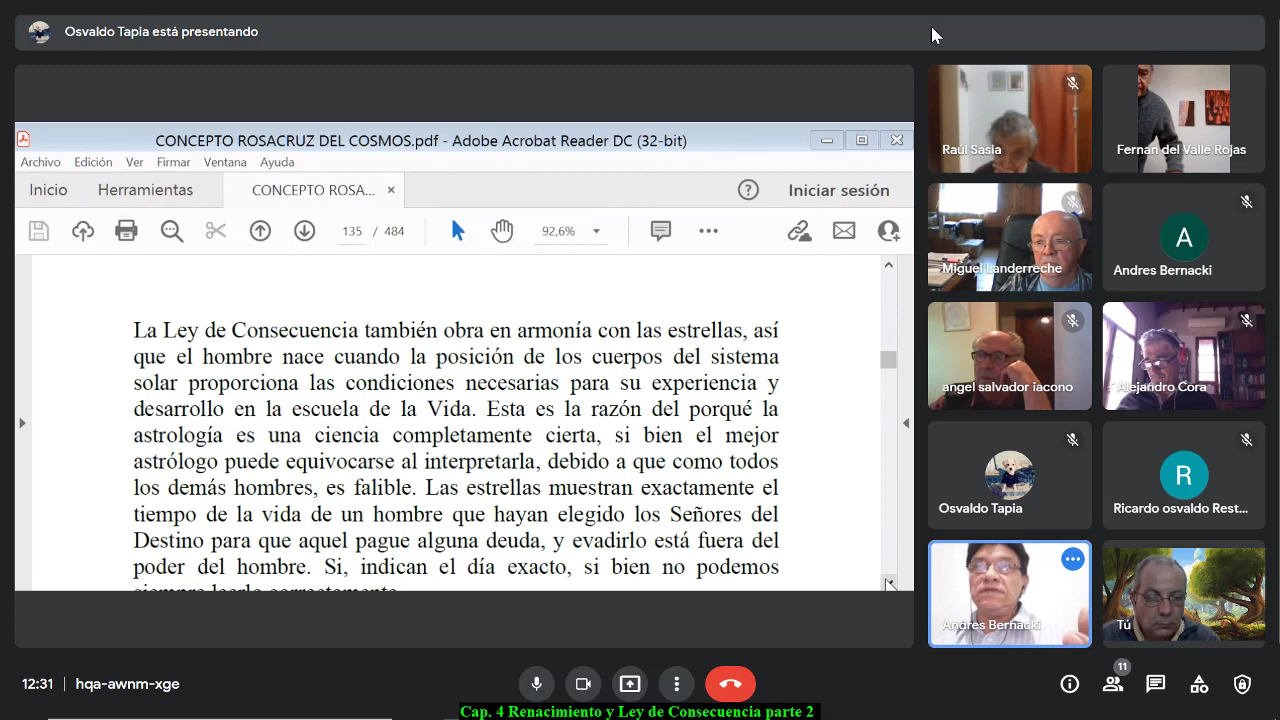 Osvaldo Tapia está presentando
CONCEPTO ROSACRUZ DEL COSMOS.pdf - Adobe Acrobat Reader DC (32-bit)
Archivo Edición Ver Firmar Ventana Ayuda
Inicio Herramientas CONCEPTO ROSA... × Iniciar sesión
135 / 484 92,6%
La Ley de Consecuencia también obra en armonía con las estrellas, así
que el hombre nace cuando la posición de los cuerpos del sistema
solar proporciona las condiciones necesarias para su experiencia y
desarrollo en la escuela de la Vida. Esta es la razón del porqué la
astrología es una ciencia completamente cierta, si bien el mejor
astrólogo puede equivocarse al interpretarla, debido a que como todos
los demás hombres, es falible. Las estrellas muestran exactamente el
tiempo de la vida de un hombre que hayan elegido los Señores del
Destino para que aquel pague alguna deuda, y evadirlo está fuera del
poder del hombre. Si, indican el día exacto, si bien no podemos
siempre leerlo correctamente
Raúl Sasia
Fernan del Valle Rojas
Miguel Landerreche
A
Andres Bernacki
angel salvador iacono
Alejandro Cora
Osvaldo Tapia
R
Ricardo osvaldo Rest...
Andres Bernacki
Tú
12:31 | hqa-awnm-xge
11
Cap. 4 Renacimiento y Ley de Consecuencia parte 2